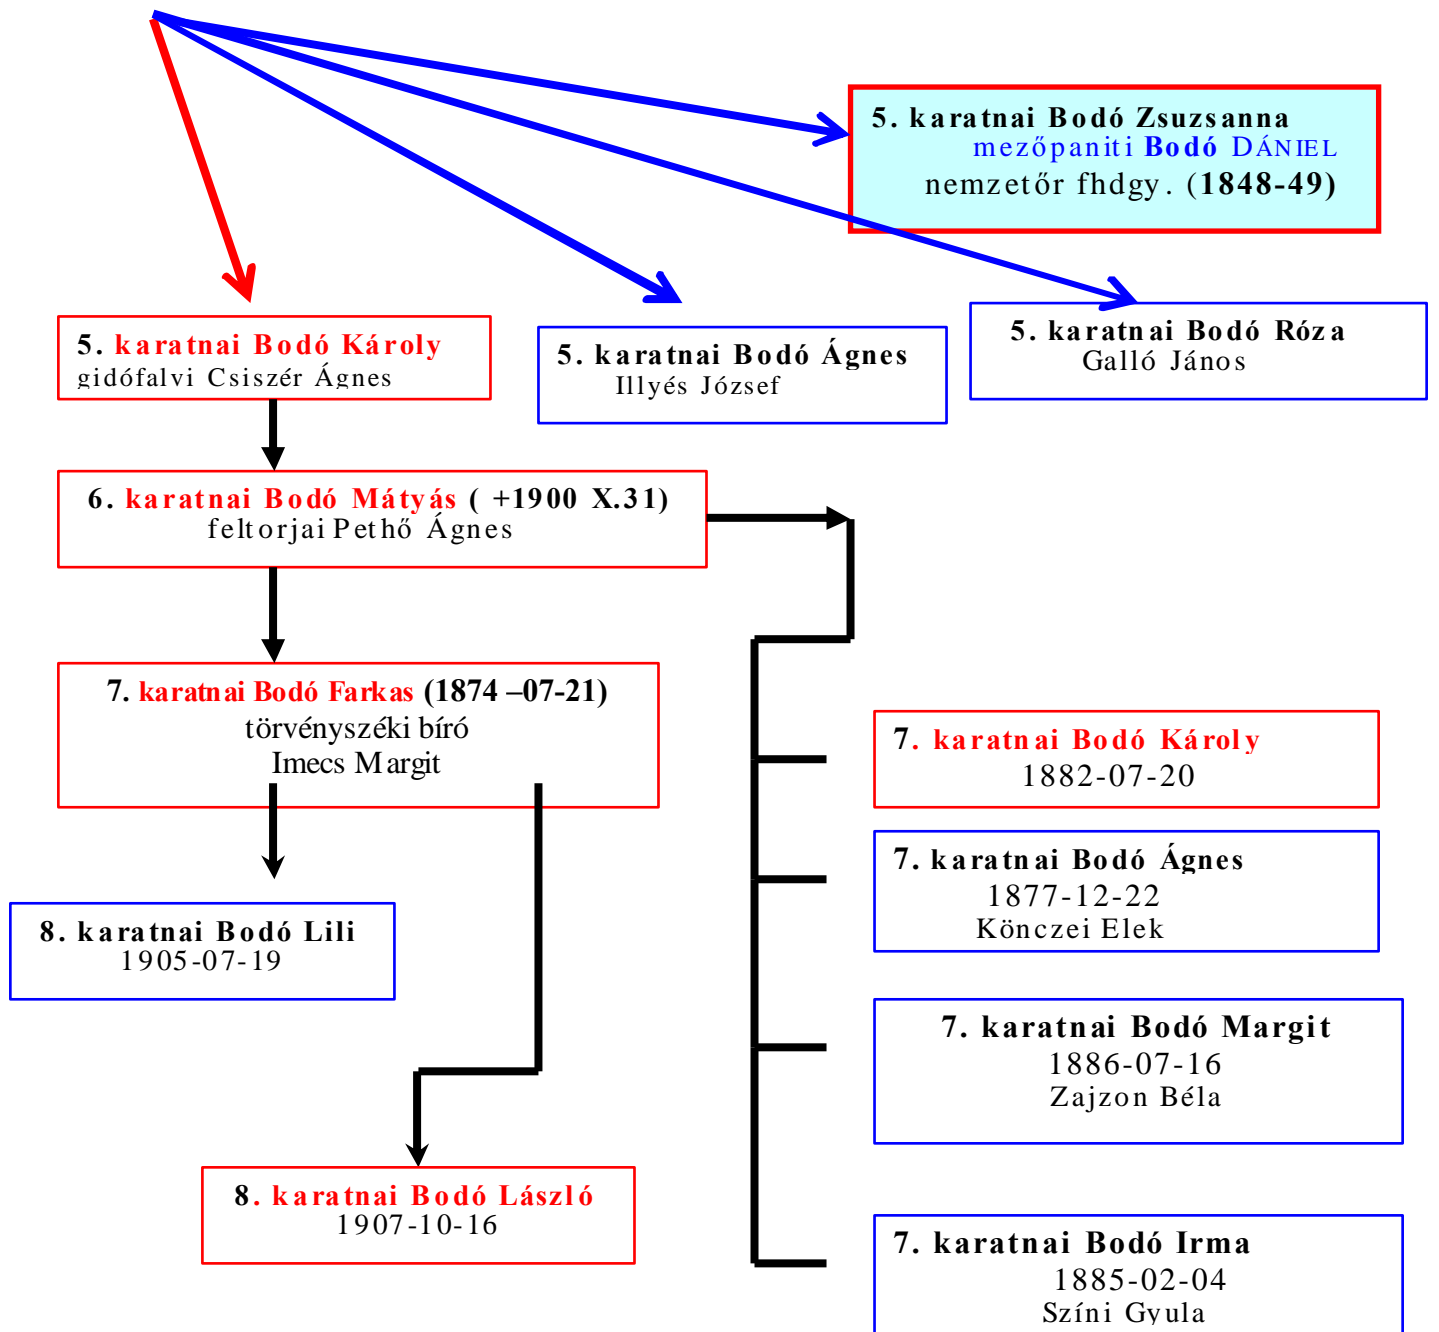 5. karatnai Bodó Zsuzsanna
mezőpaniti Bodó DÁNIEL
nemzetőr fhdgy. (1848-49)
5. karatnai Bodó Károly
gidófalvi Csiszér Ágnes
5. karatnai Bodó Ágnes
Illyés József
5. karatnai Bodó Róza
Galló János
6. karatnai Bodó Mátyás ( +1900 X.31)
feltorjai Pethő Ágnes
7. karatnai Bodó Farkas (1874 –07-21)
törvényszéki bíró
Imecs Margit
7. karatnai Bodó Károly
1882-07-20
7. karatnai Bodó Ágnes
1877-12-22
Könczei Elek
8. karatnai Bodó Lili
1905-07-19
7. karatnai Bodó Margit
1886-07-16
Zajzon Béla
8. karatnai Bodó László
1907-10-16
7. karatnai Bodó Irma
1885-02-04
Színi Gyula